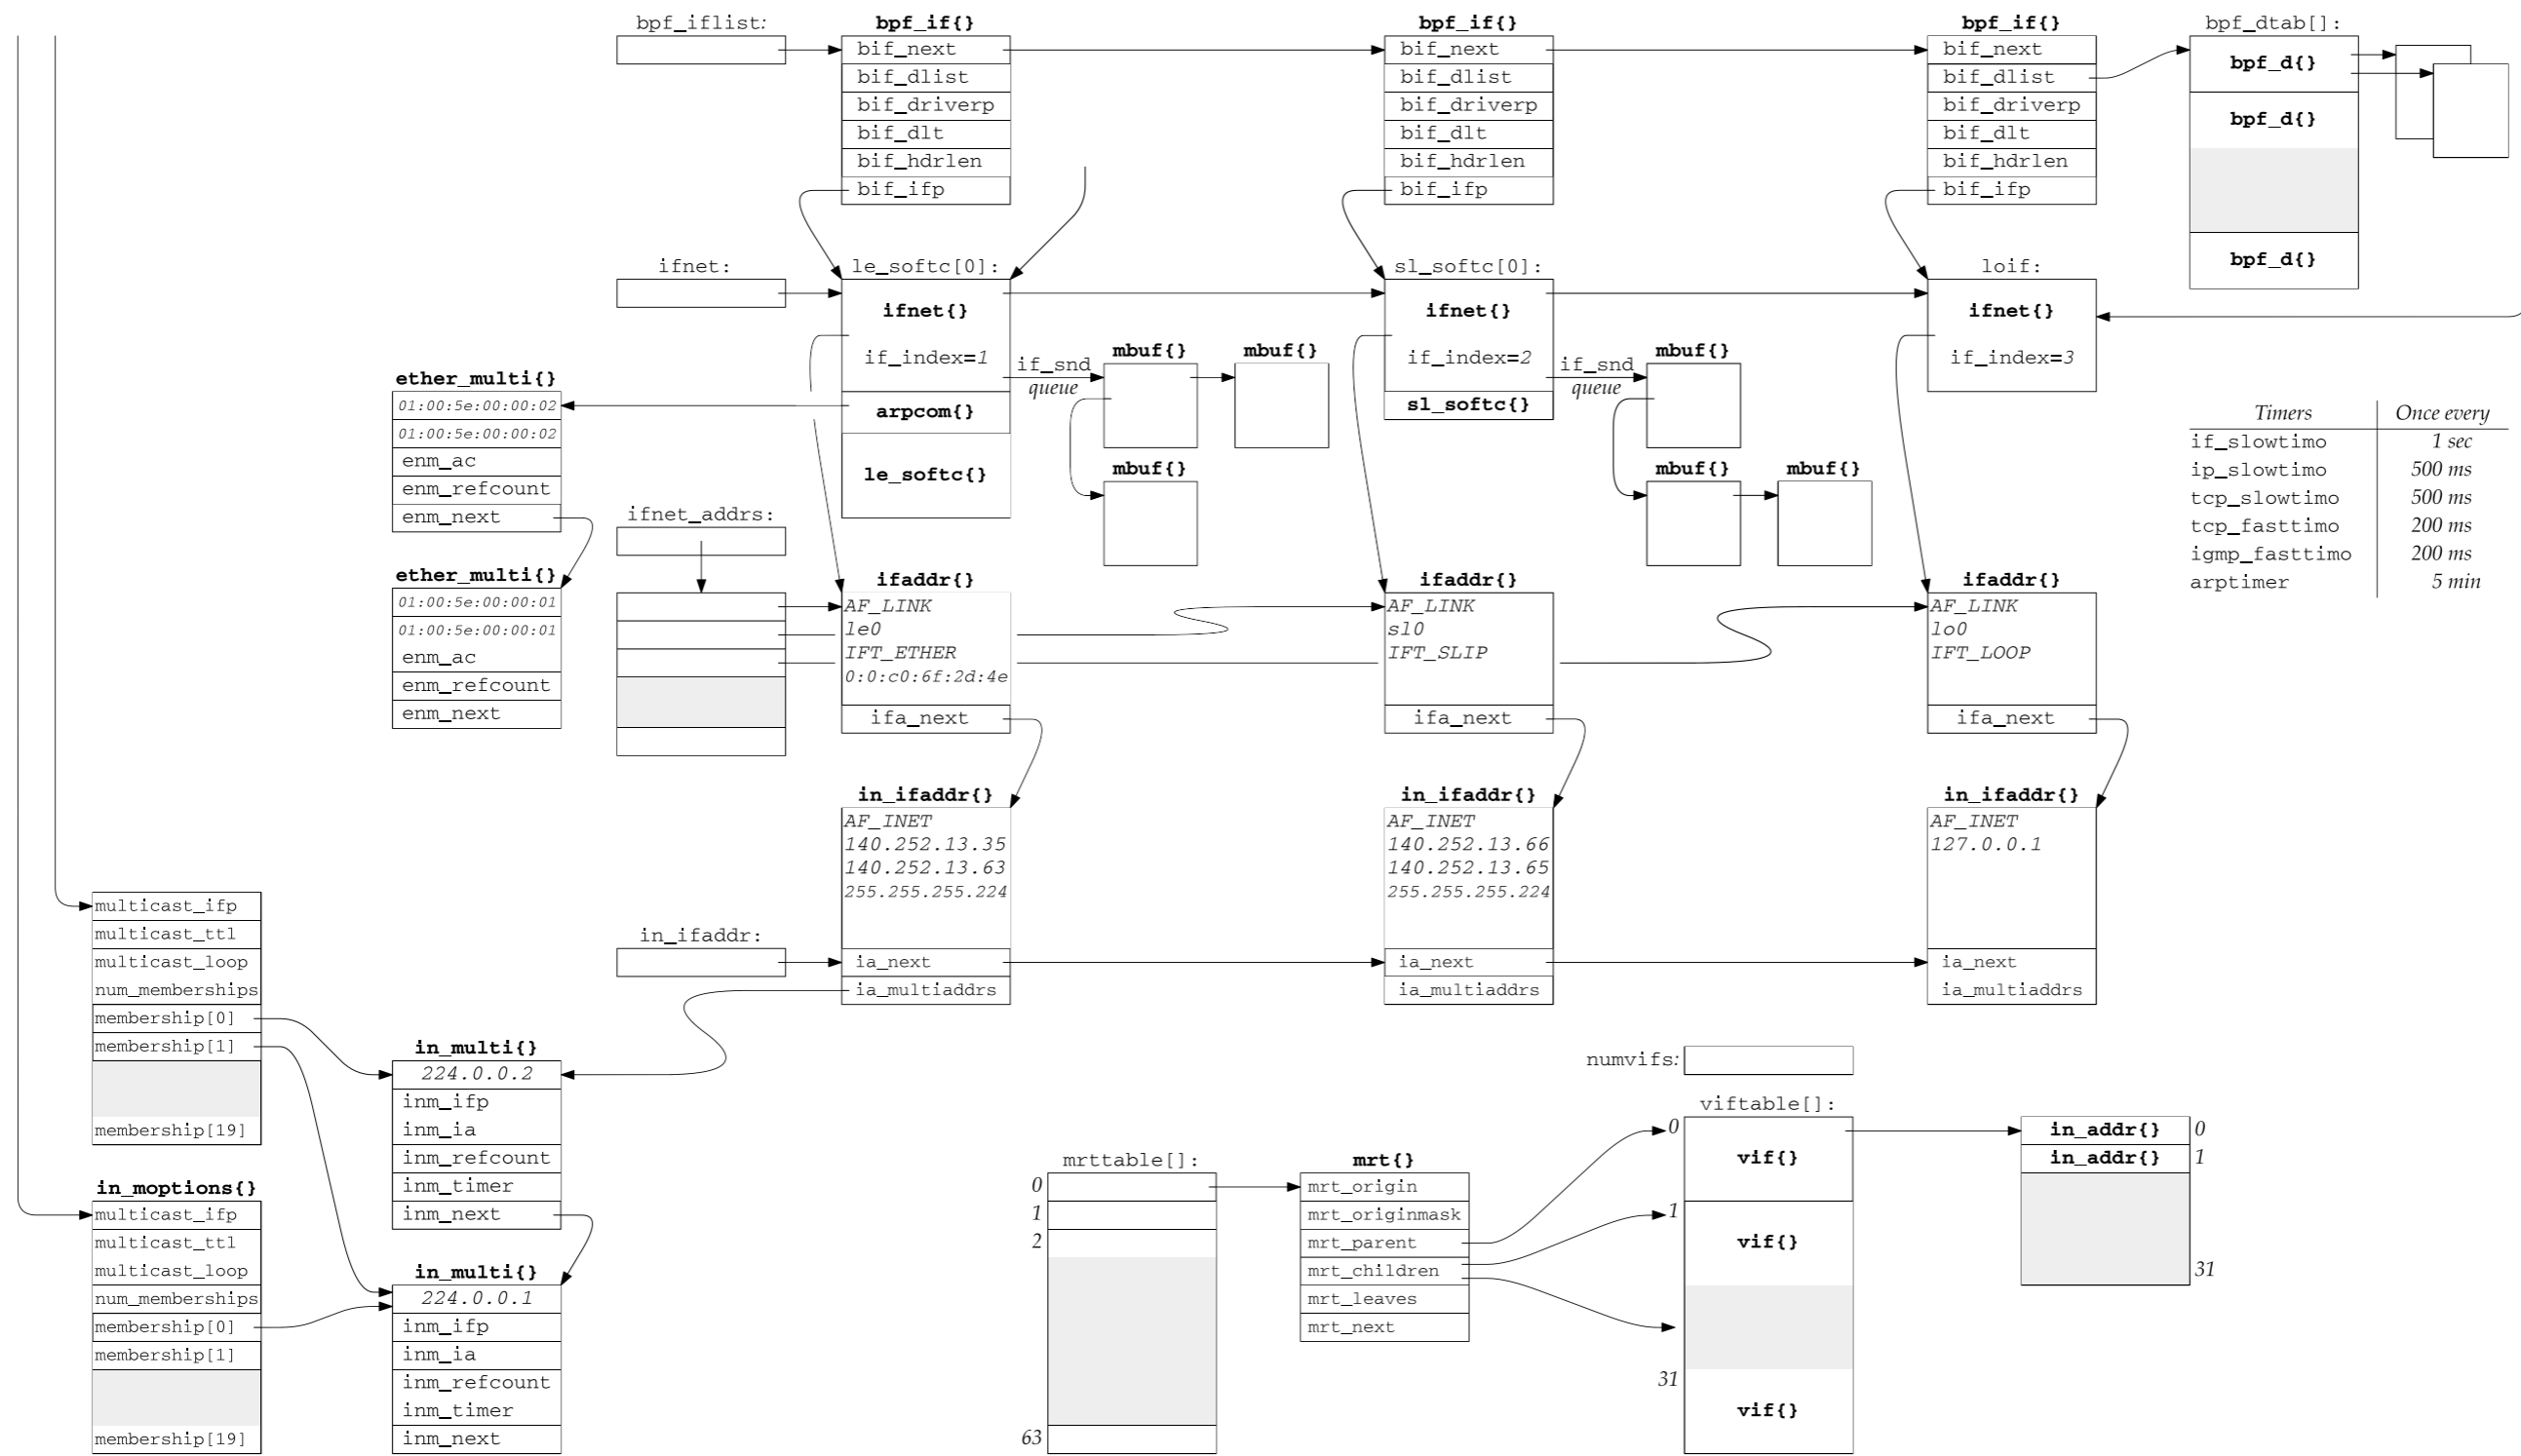 bpf_iflist:
bpf_if{}
bif_next
bif_dlist
bif_driverp
bif_dlt
bif_hdrlen
bif_ifp
bpf_if{}
bif_next
bif_dlist
bif_driverp
bif_dlt
bif_hdrlen
bif_ifp
bpf_if{}
bif_next
bif_dlist
bif_driverp
bif_dlt
bif_hdrlen
bif_ifp
bpf_dtab[]:
bpf_d{}
bpf_d{}
bpf_d{}
ifnet:
le_softc[0]:
ifnet{}
if_index=1
arpcom{}
le_softc{}
if_snd
queue
mbuf{}
mbuf{}
mbuf{}
sl_softc[0]:
ifnet{}
if_index=2
sl_softc{}
if_snd
queue
mbuf{}
mbuf{}
mbuf{}
loif:
ifnet{}
if_index=3
Timers Once every
if_slowtimo 1 sec
ip_slowtimo 500 ms
tcp_slowtimo 500 ms
tcp_fasttimo 200 ms
igmp_fasttimo 200 ms
arptimer 5 min
ether_multi{}
01:00:5e:00:00:02
01:00:5e:00:00:02
enm_ac
enm_refcount
enm_next
ether_multi{}
01:00:5e:00:00:01
01:00:5e:00:00:01
enm_ac
enm_refcount
enm_next
ifnet_addrs:
ifaddr{}
AF_LINK
le0
IFT_ETHER
0:0:c0:6f:2d:4e
ifa_next
ifaddr{}
AF_LINK
sl0
IFT_SLIP
ifa_next
ifaddr{}
AF_LINK
lo0
IFT_LOOP
ifa_next
in_ifaddr:
in_ifaddr{}
AF_INET
140.252.13.35
140.252.13.63
255.255.255.224
ia_next
ia_multiaddrs
in_ifaddr{}
AF_INET
140.252.13.66
140.252.13.65
255.255.255.224
ia_next
ia_multiaddrs
in_ifaddr{}
AF_INET
127.0.0.1
ia_next
ia_multiaddrs
multicast_ifp
multicast_ttl
multicast_loop
num_memberships
membership[0]
membership[1]
membership[19]
in_moptions{}
multicast_ifp
multicast_ttl
multicast_loop
num_memberships
membership[0]
membership[1]
membership[19]
in_multi{}
224.0.0.2
inm_ifp
inm_ia
inm_refcount
inm_timer
inm_next
in_multi{}
224.0.0.1
inm_ifp
inm_ia
inm_refcount
inm_timer
inm_next
mrttable[]:
0
1
2
63
mrt{}
mrt_origin
mrt_originmask
mrt_parent
mrt_children
mrt_leaves
mrt_next
numvifs:
viftable[]:
0
vif{}
1
vif{}
31
vif{}
in_addr{} 0
in_addr{} 1
31